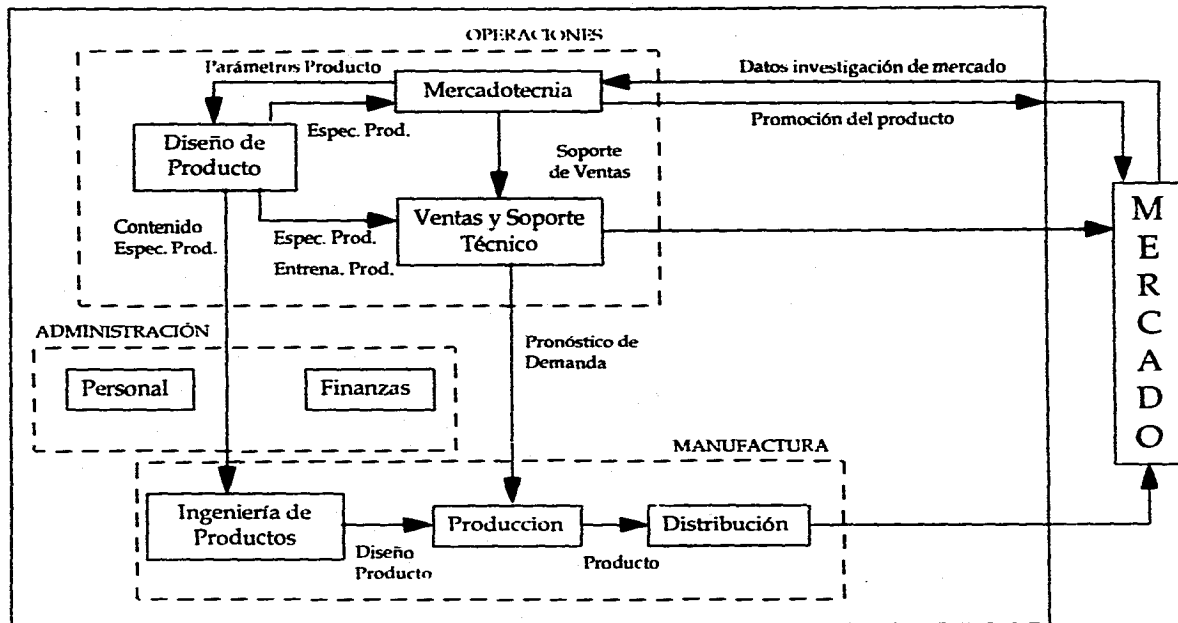 OPERACIONES
Parámetros Producto
Mercadotecnia
Datos investigación de mercado
Promoción del producto
Espec. Prod.
Diseño de
Producto
Soporte
de Ventas
Contenido
Espec. Prod.
Espec. Prod.
Entrena. Prod.
Ventas y Soporte
Técnico
M
E
R
C
A
D
O
ADMINISTRACIÓN
Personal
Finanzas
Pronóstico de
Demanda
MANUFACTURA
Ingeniería de
Productos
Diseño
Producto
Produccion
Producto
Distribución